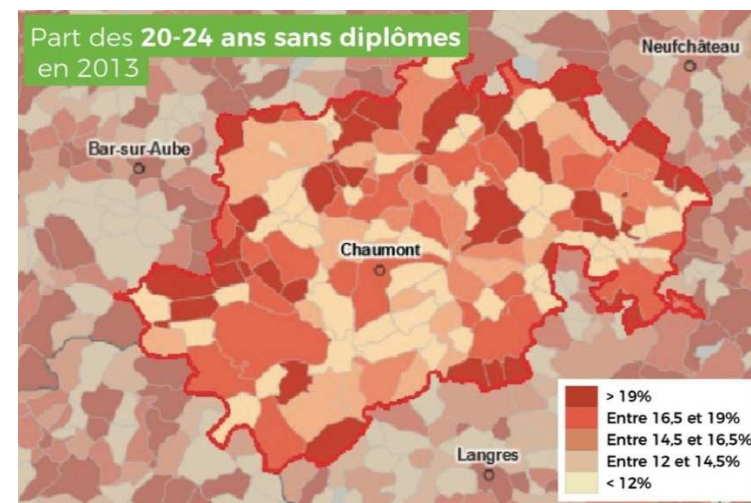 Part des 20-24 ans sans diplômes
en 2013
Neufchâteau
Bar-sur-Aube
Chaumont
> 19%
Entre 16,5 et 19%
Entre 14,5 et 16,5%
Entre 12 et 14,5%
< 12%
Langres